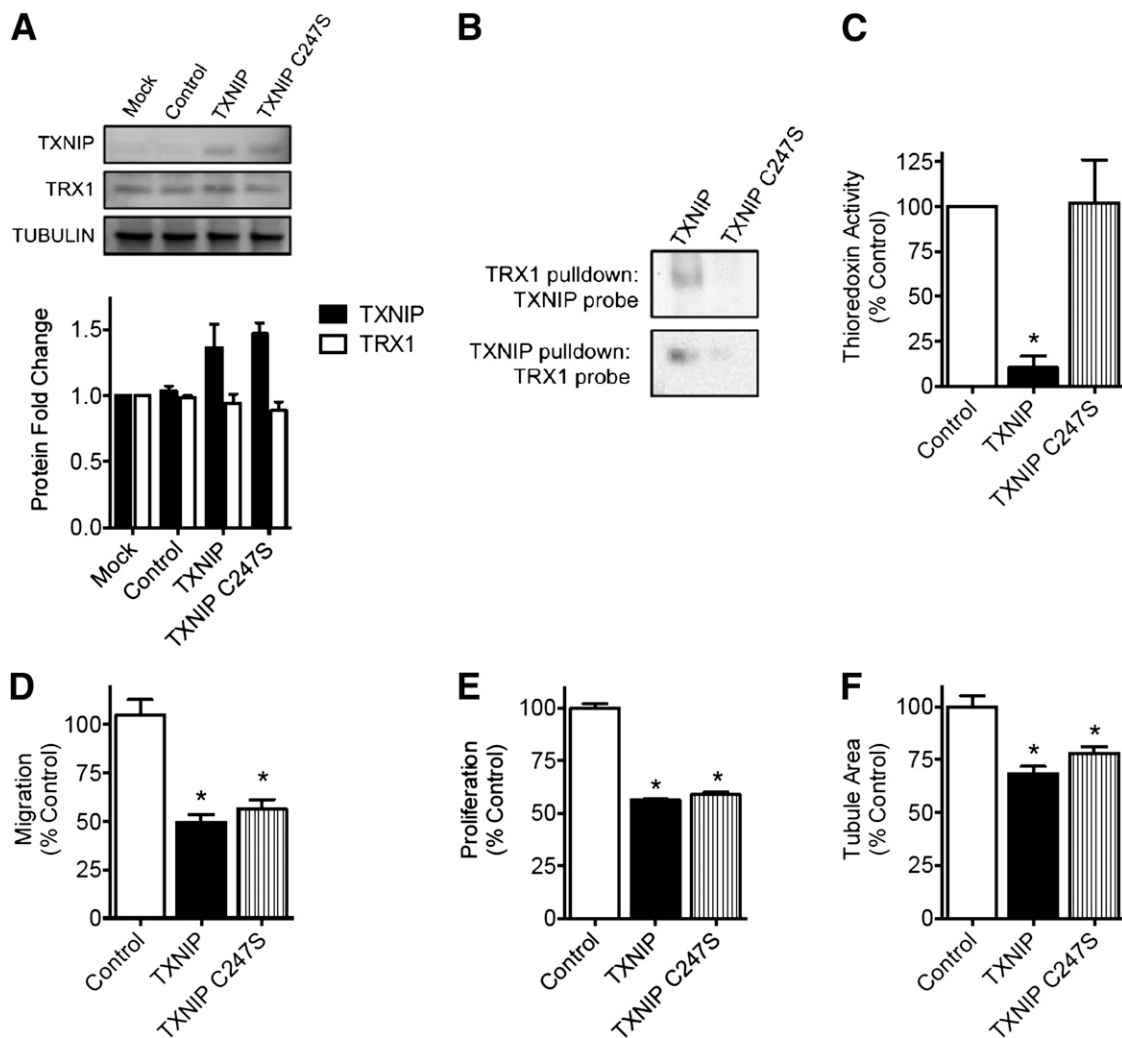 A
Mock
Control
TXNIP
TXNIP C247S
TXNIP
TRX1
TUBULIN
TXNIP
TRX1
Protein Fold Change
1.5
1.0
0.5
0.0
Mock
Control
TXNIP
TXNIP C247S
B
TXNIP
TXNIP C247S
TRX1 pulldown:
TXNIP probe
TXNIP pulldown:
TRX1 probe
C
Thioredoxin Activity
(% Control)
125
100
75
50
25
0
*
Control
TXNIP
TXNIP C247S
D
Migration
(% Control)
100
75
50
25
0
*
*
Control
TXNIP
TXNIP C247S
E
Proliferation
(% Control)
100
75
50
25
0
*
*
Control
TXNIP
TXNIP C247S
F
Tubule Area
(% Control)
100
75
50
25
0
*
*
Control
TXNIP
TXNIP C247S